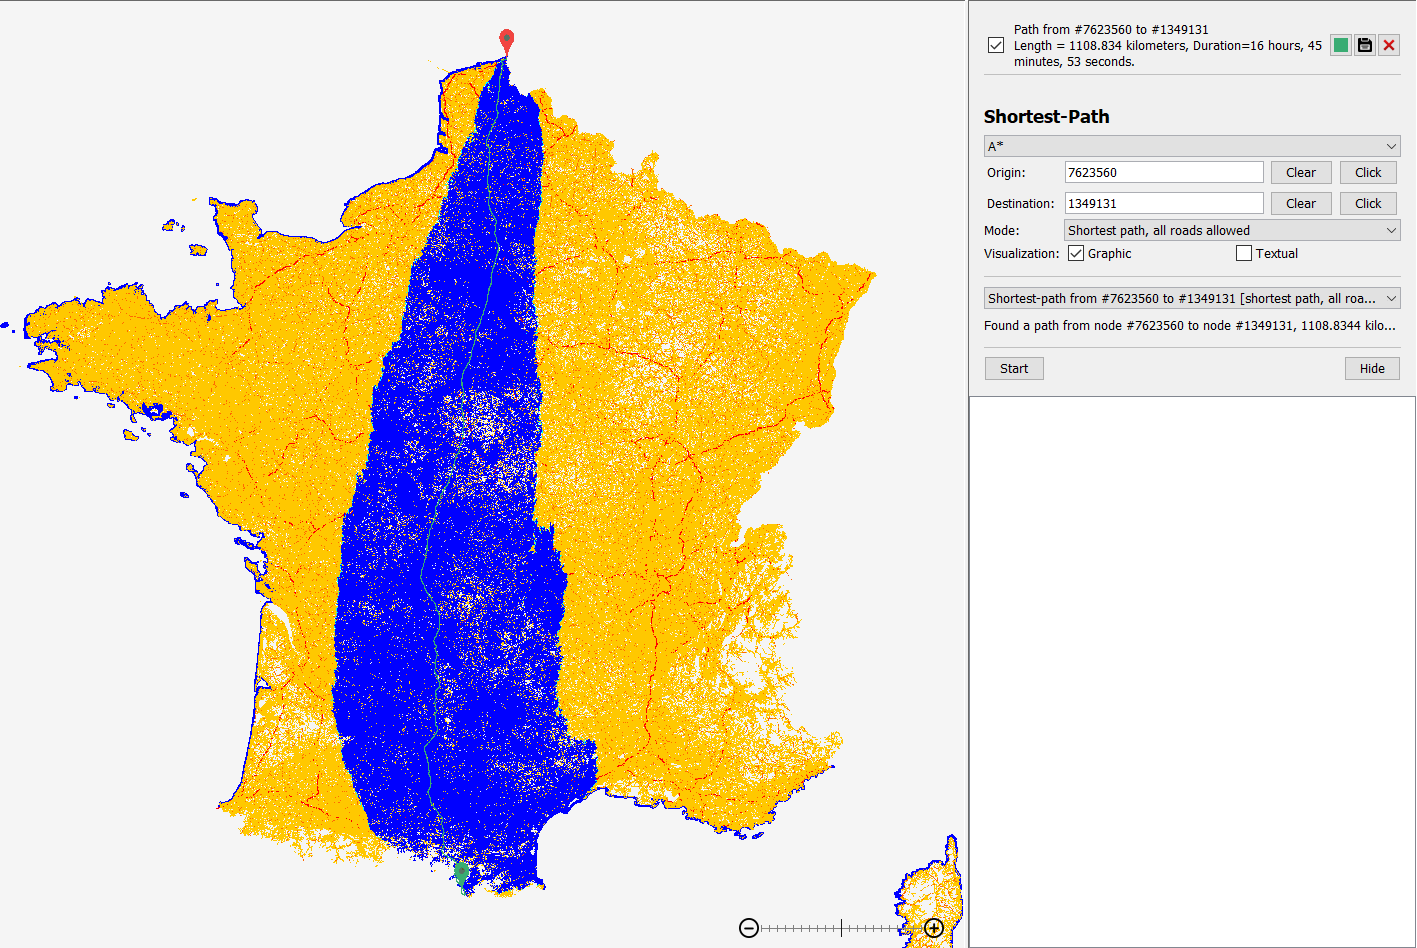 Path from #7623560 to #1349131
Length = 1108.834 kilometers, Duration=16 hours, 45
minutes, 53 seconds.
Shortest-Path
A*
Origin: 7623560 Clear Click
Destination: 1349131 Clear Click
Mode: Shortest path, all roads allowed
Visualization: Graphic Textual
Shortest-path from #7623560 to #1349131 [shortest path, all roa...
Found a path from node #7623560 to node #1349131, 1108.8344 kilo...
Start Hide